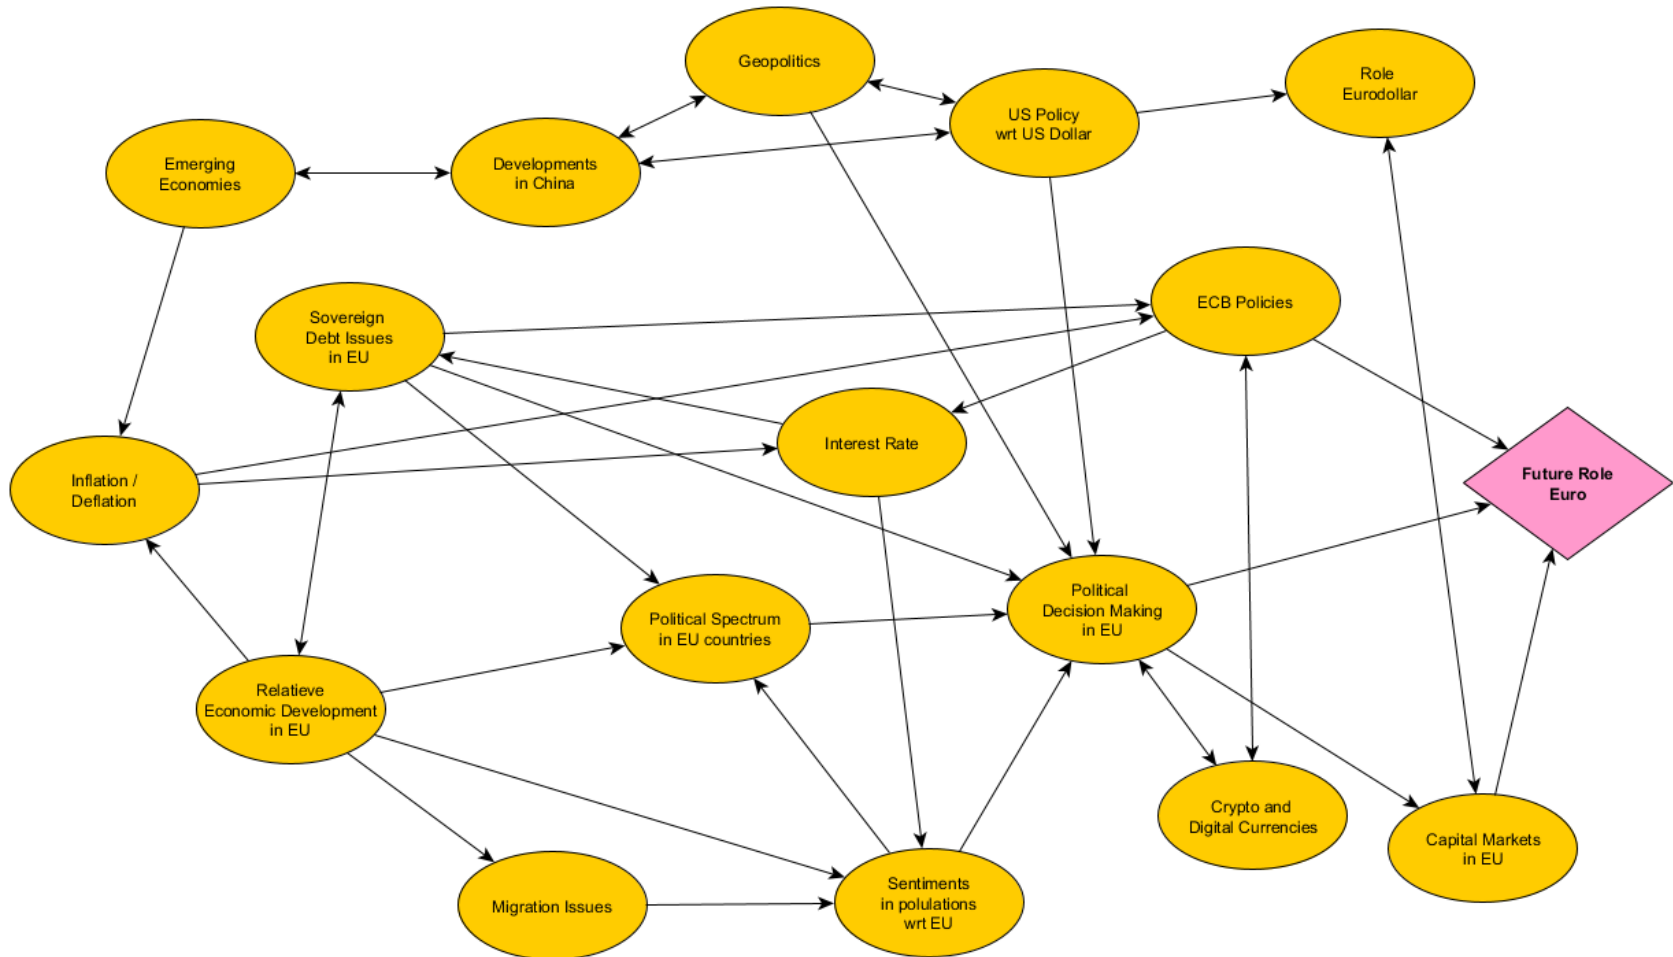 Geopolitics
Role
Eurodollar
US Policy
wrt US Dollar
Emerging
Economies
Developments
in China
ECB Policies
Sovereign
Debt Issues
in EU
Interest Rate
Future Role
Euro
Inflation /
Deflation
Political
Decision Making
in EU
Political Spectrum
in EU countries
Relatieve
Economic Development
in EU
Crypto and
Digital Currencies
Capital Markets
in EU
Migration Issues
Sentiments
in polulations
wrt EU